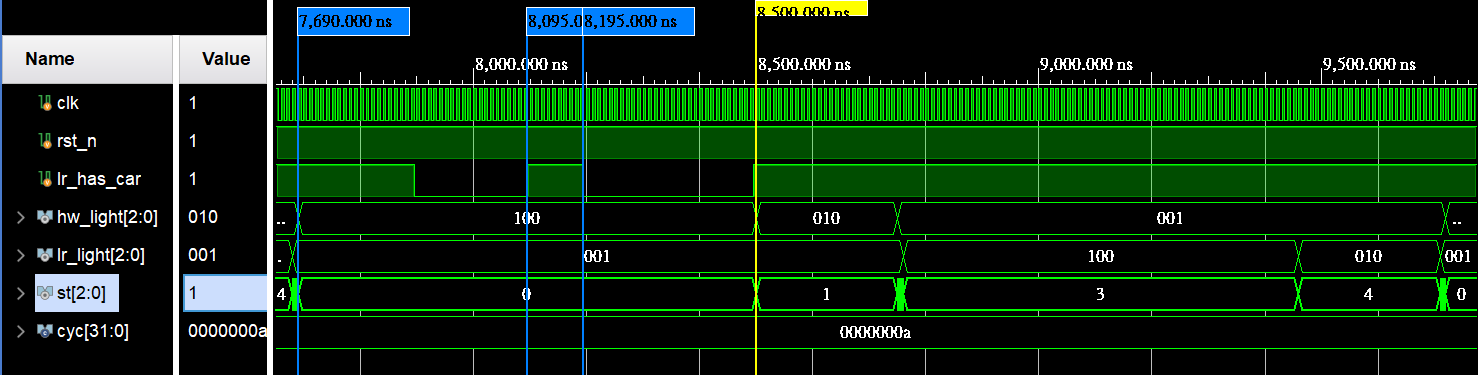 7,690.000 ns 8,095.0 8,195.000 ns 8,500.000 ns
Name Value 8,000.000 ns 8,500.000 ns 9,000.000 ns 9,500.000 ns
clk 1
rst_n 1
lr_has_car 1
hw_light[2:0] 010 .. 100 010 001 ..
lr_light[2:0] 001 . 001 100 010 001
st[2:0] 1 4 0 1 3 4 0
cyc[31:0] 0000000a 0000000a